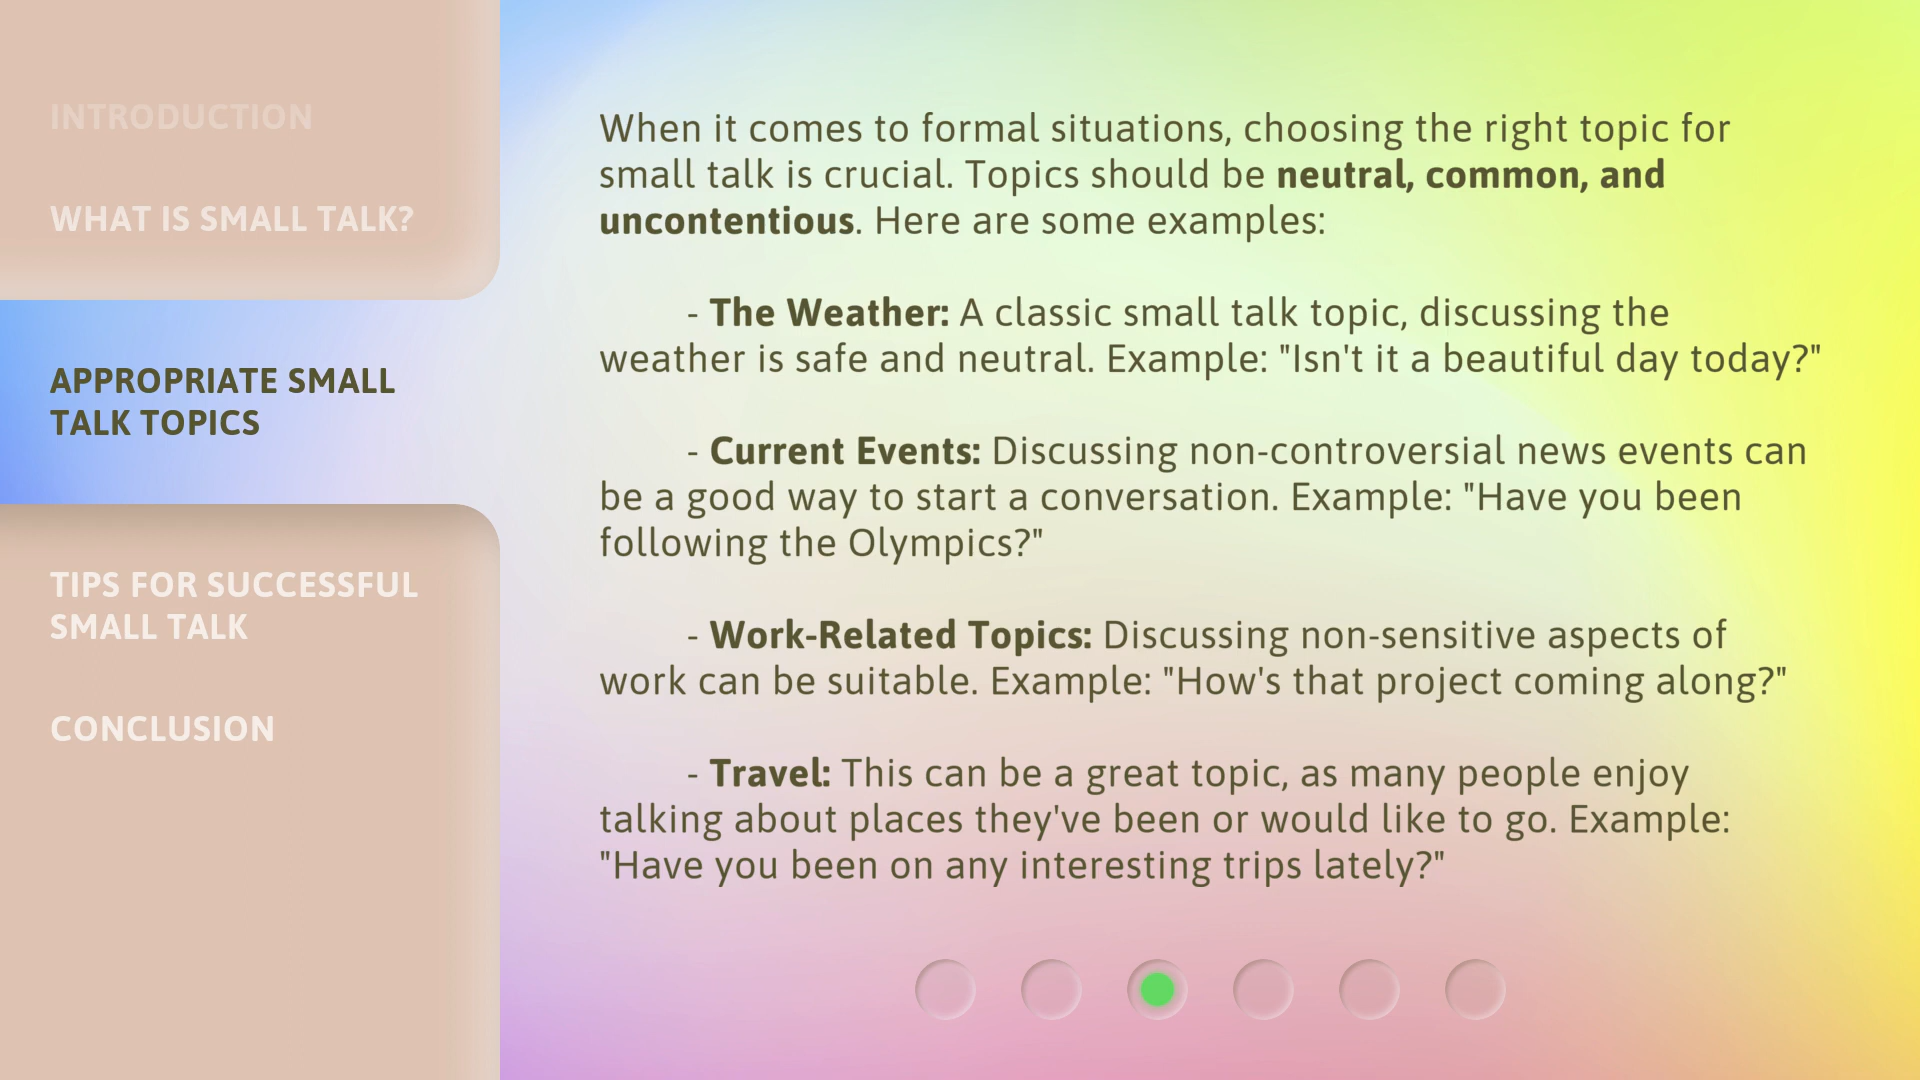 INTRODUCTION
WHAT IS SMALL TALK?
APPROPRIATE SMALL
TALK TOPICS
TIPS FOR SUCCESSFUL
SMALL TALK
CONCLUSION
When it comes to formal situations, choosing the right topic for
small talk is crucial. Topics should be neutral, common, and
uncontentious. Here are some examples:
- The Weather: A classic small talk topic, discussing the
weather is safe and neutral. Example: "Isn't it a beautiful day today?"
- Current Events: Discussing non-controversial news events can
be a good way to start a conversation. Example: "Have you been
following the Olympics?"
- Work-Related Topics: Discussing non-sensitive aspects of
work can be suitable. Example: "How's that project coming along?"
- Travel: This can be a great topic, as many people enjoy
talking about places they've been or would like to go. Example:
"Have you been on any interesting trips lately?"